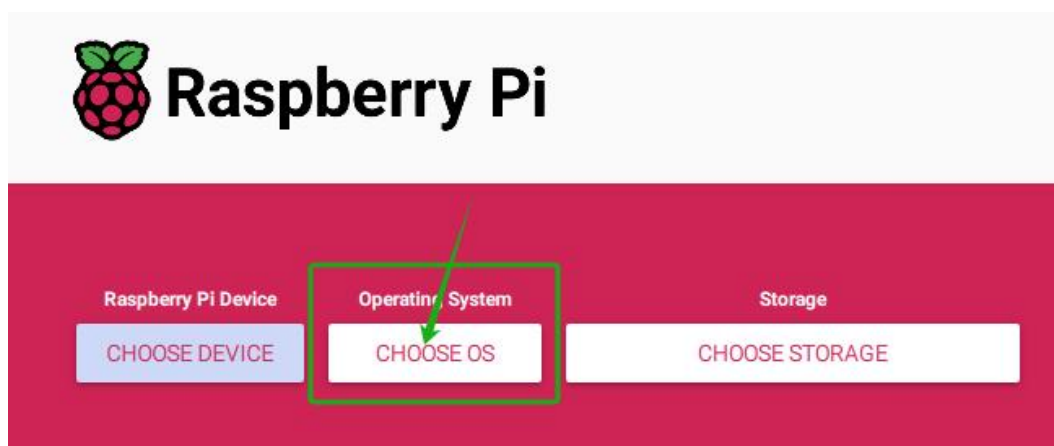 Raspberry Pi
Raspberry Pi Device
Operating System
Storage
CHOOSE DEVICE
CHOOSE OS
CHOOSE STORAGE